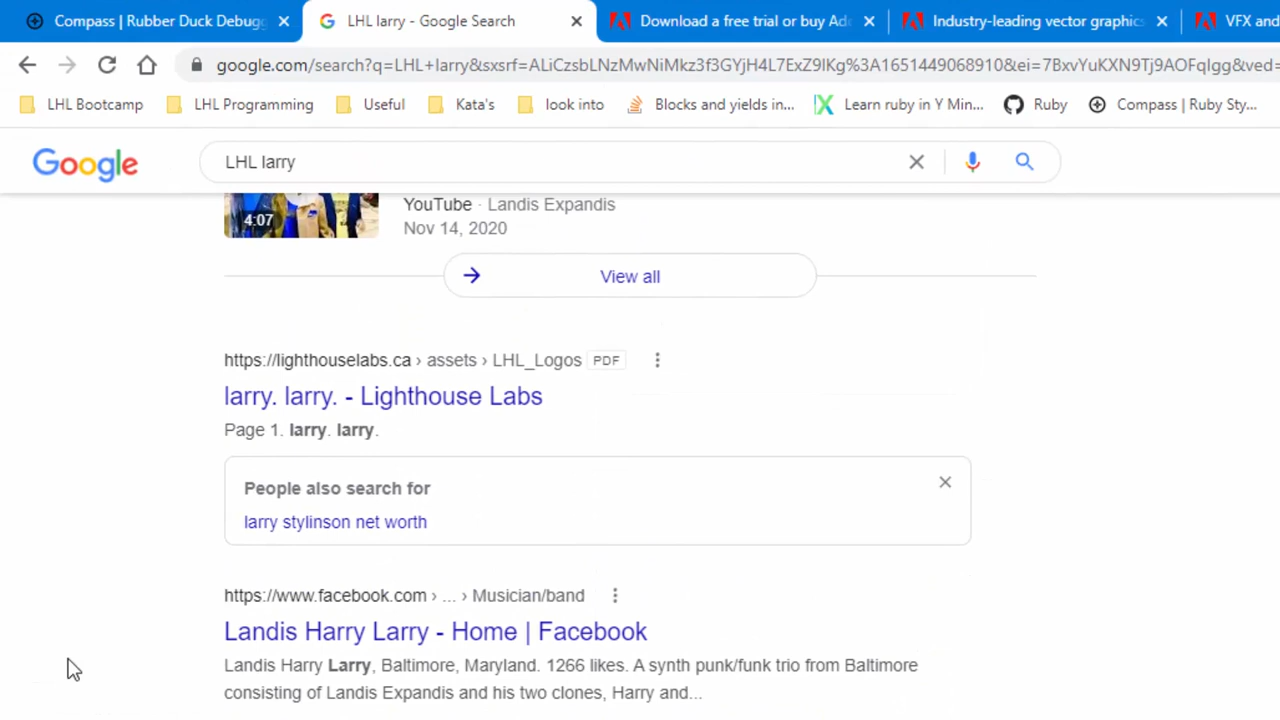 Compass | Rubber Duck Debugg
LHL larry - Google Search
Download a free trial or buy Ado
Industry-leading vector graphics
VFX and
google.com/search?q=LHL+larry&sxsrf=ALiCzsbLNzMwNiMkz3f3GYjH4L7ExZ9lKg%3A1651449068910&ei=7BxvYuKXN9Tj9AOFqIgg&ved=
LHL Bootcamp
LHL Programming
Useful
Kata's
look into
Blocks and yields in...
Learn ruby in Y Min...
Ruby
Compass | Ruby Sty...
Google
LHL larry
4:07
YouTube · Landis Expandis
Nov 14, 2020
View all
https://lighthouselabs.ca › assets › LHL_Logos PDF
larry. larry. - Lighthouse Labs
Page 1. larry. larry.
People also search for
larry stylinson net worth
https://www.facebook.com › ... › Musician/band
Landis Harry Larry - Home | Facebook
Landis Harry Larry, Baltimore, Maryland. 1266 likes. A synth punk/funk trio from Baltimore
consisting of Landis Expandis and his two clones, Harry and...